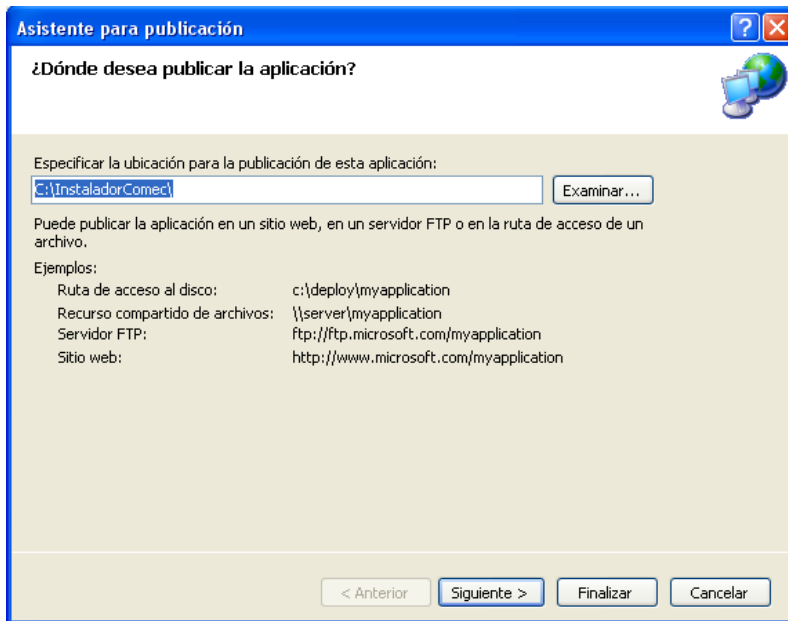 Asistente para publicación
¿Dónde desea publicar la aplicación?
Especificar la ubicación para la publicación de esta aplicación:
C:\InstaladorComec\
Examinar...
Puede publicar la aplicación en un sitio web, en un servidor FTP o en la ruta de acceso de un
archivo.
Ejemplos:
Ruta de acceso al disco: c:\deploy\myapplication
Recurso compartido de archivos: \\server\myapplication
Servidor FTP: ftp://ftp.microsoft.com/myapplication
Sitio web: http://www.microsoft.com/myapplication
< Anterior Siguiente > Finalizar Cancelar